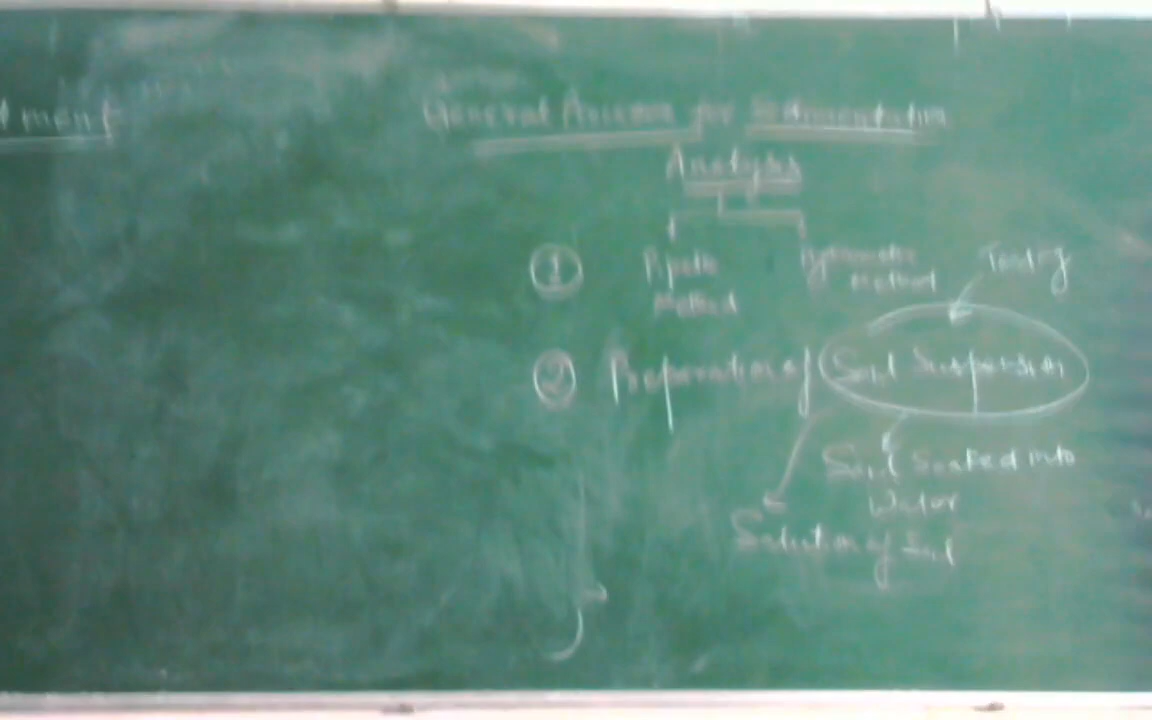 General for Sedimentation
Analysis
① Pipette Hydrometer
Method Method
Testing
② Preparation of Soil Suspension
Soil Soaked into
Water
Solution of Soil